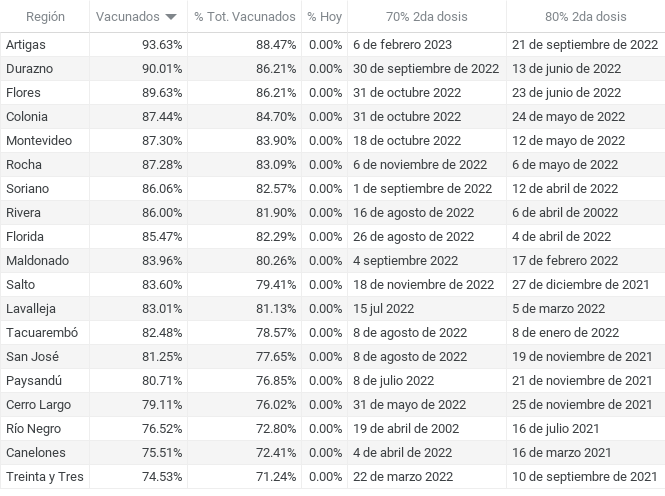 Región Vacunados % Tot. Vacunados % Hoy 70% 2da dosis 80% 2da dosis
Artigas 93.63% 88.47% 0.00% 6 de febrero 2023 21 de septiembre de 2022
Durazno 90.01% 86.21% 0.00% 30 de septiembre de 2022 13 de junio de 2022
Flores 89.63% 86.21% 0.00% 31 de octubre 2022 23 de junio de 2022
Colonia 87.44% 84.70% 0.00% 31 de octubre 2022 24 de mayo de 2022
Montevideo 87.30% 83.90% 0.00% 18 de octubre 2022 12 de mayo de 2022
Rocha 87.28% 83.09% 0.00% 6 de noviembre de 2022 6 de mayo de 2022
Soriano 86.06% 82.57% 0.00% 1 de septiembre de 2022 12 de abril de 2022
Rivera 86.00% 81.90% 0.00% 16 de agosto de 2022 6 de abril de 20022
Florida 85.47% 82.29% 0.00% 26 de agosto de 2022 4 de abril de 2022
Maldonado 83.96% 80.26% 0.00% 4 septiembre de 2022 17 de febrero de 2022
Salto 83.60% 79.41% 0.00% 18 de noviembre de 2022 27 de diciembre de 2021
Lavalleja 83.01% 81.13% 0.00% 15 jul 2022 5 de marzo de 2022
Tacuarembó 82.48% 78.57% 0.00% 8 de agosto de 2022 8 de enero de 2022
San José 81.25% 77.65% 0.00% 8 de agosto de 2022 19 de noviembre de 2021
Paysandú 80.71% 76.85% 0.00% 8 de julio de 2022 21 de noviembre de 2021
Cerro Largo 79.11% 76.02% 0.00% 31 de mayo de 2022 25 de noviembre de 2021
Río Negro 76.52% 72.80% 0.00% 19 de abril de 2002 16 de julio 2021
Canelones 75.51% 72.41% 0.00% 4 de abril de 2022 16 de marzo 2021
Treinta y Tres 74.53% 71.24% 0.00% 22 de marzo 2022 10 de septiembre de 2021